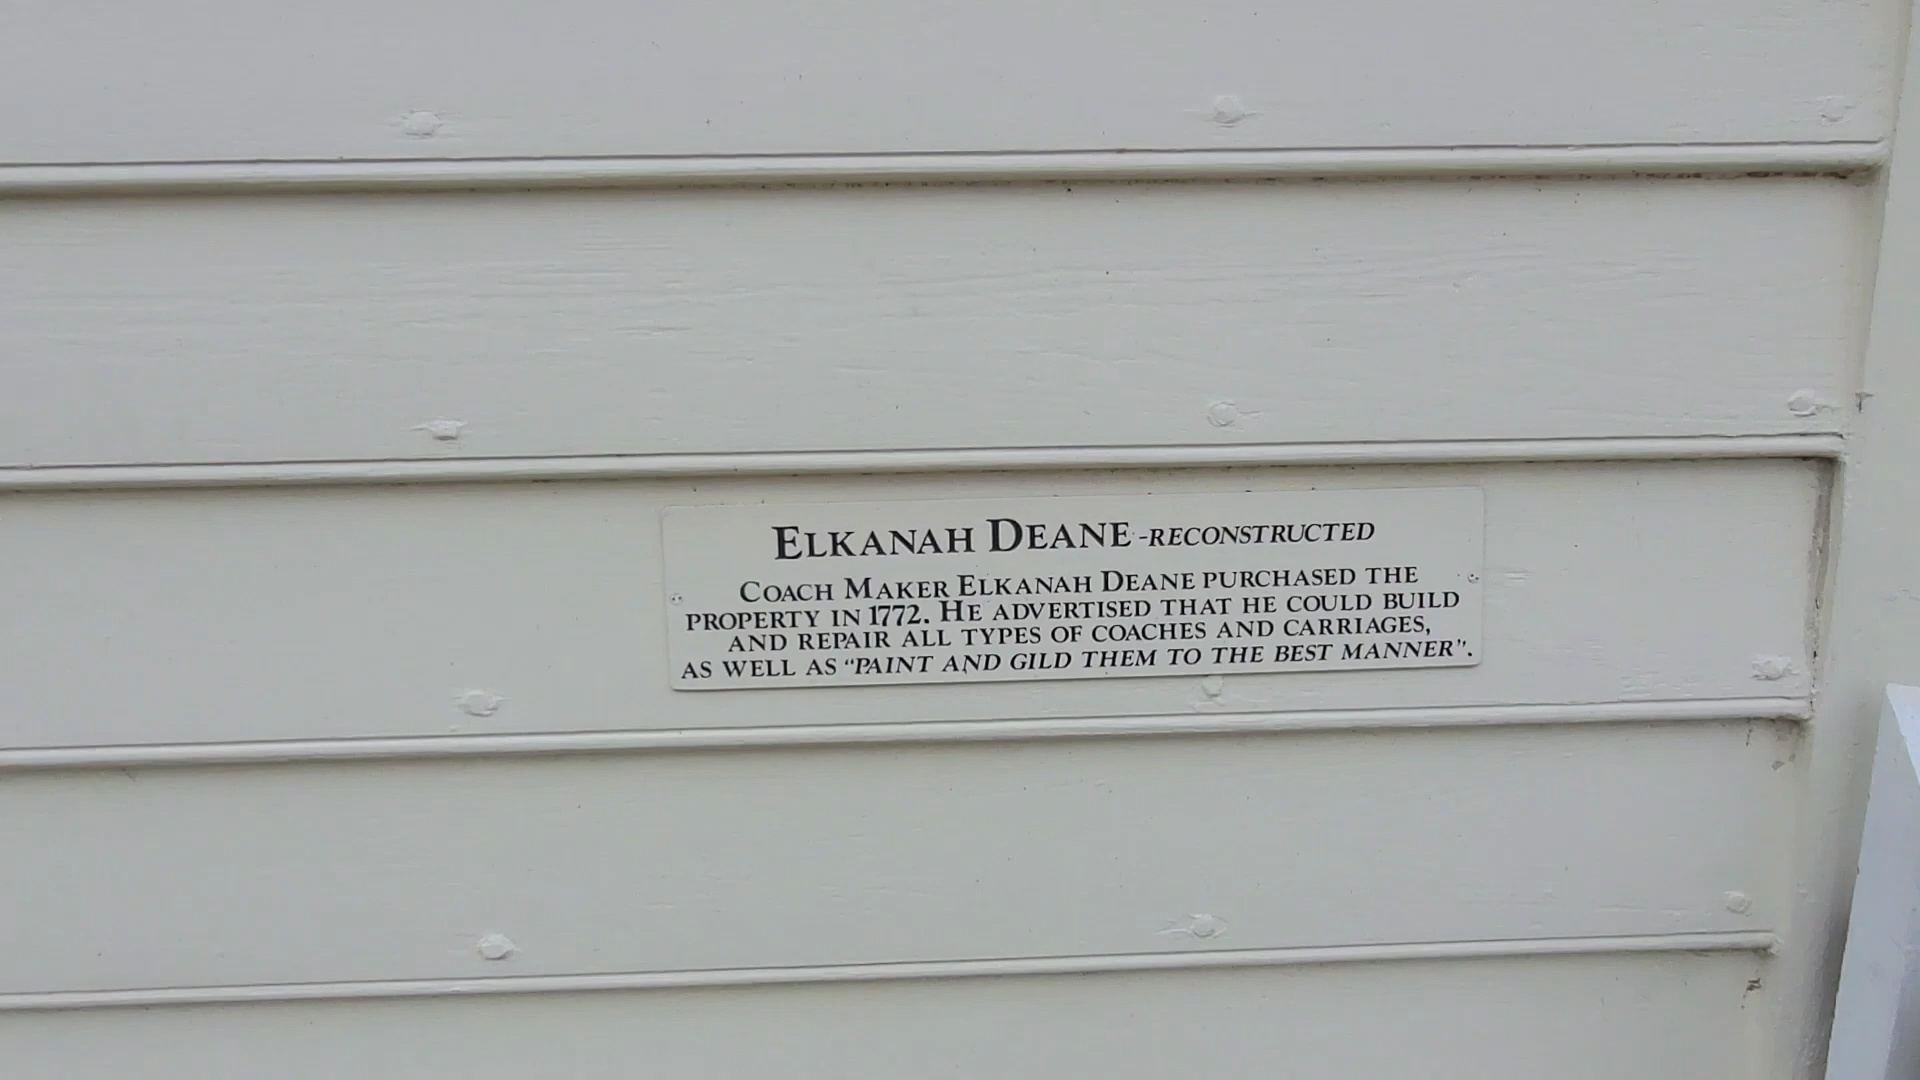 ELKANAH DEANE -RECONSTRUCTED
COACH MAKER ELKANAH DEANE PURCHASED THE
PROPERTY IN 1772. HE ADVERTISED THAT HE COULD BUILD
AND REPAIR ALL TYPES OF COACHES AND CARRIAGES,
AS WELL AS “PAINT AND GILD THEM TO THE BEST MANNER”.